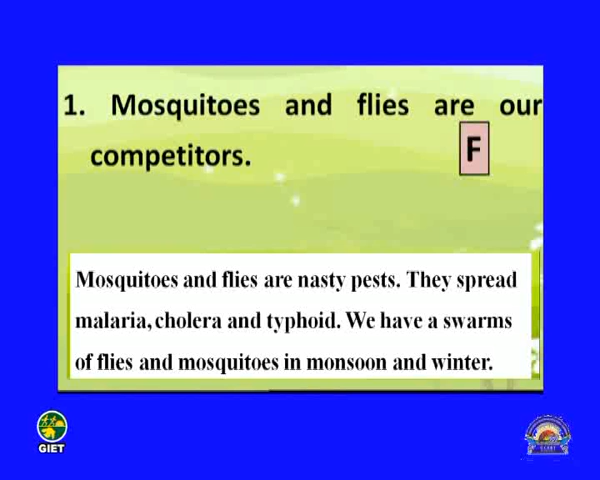 1. Mosquitoes and flies are our
competitors. F
Mosquitoes and flies are nasty pests. They spread
malaria, cholera and typhoid. We have a swarms
of flies and mosquitoes in monsoon and winter.
GIET